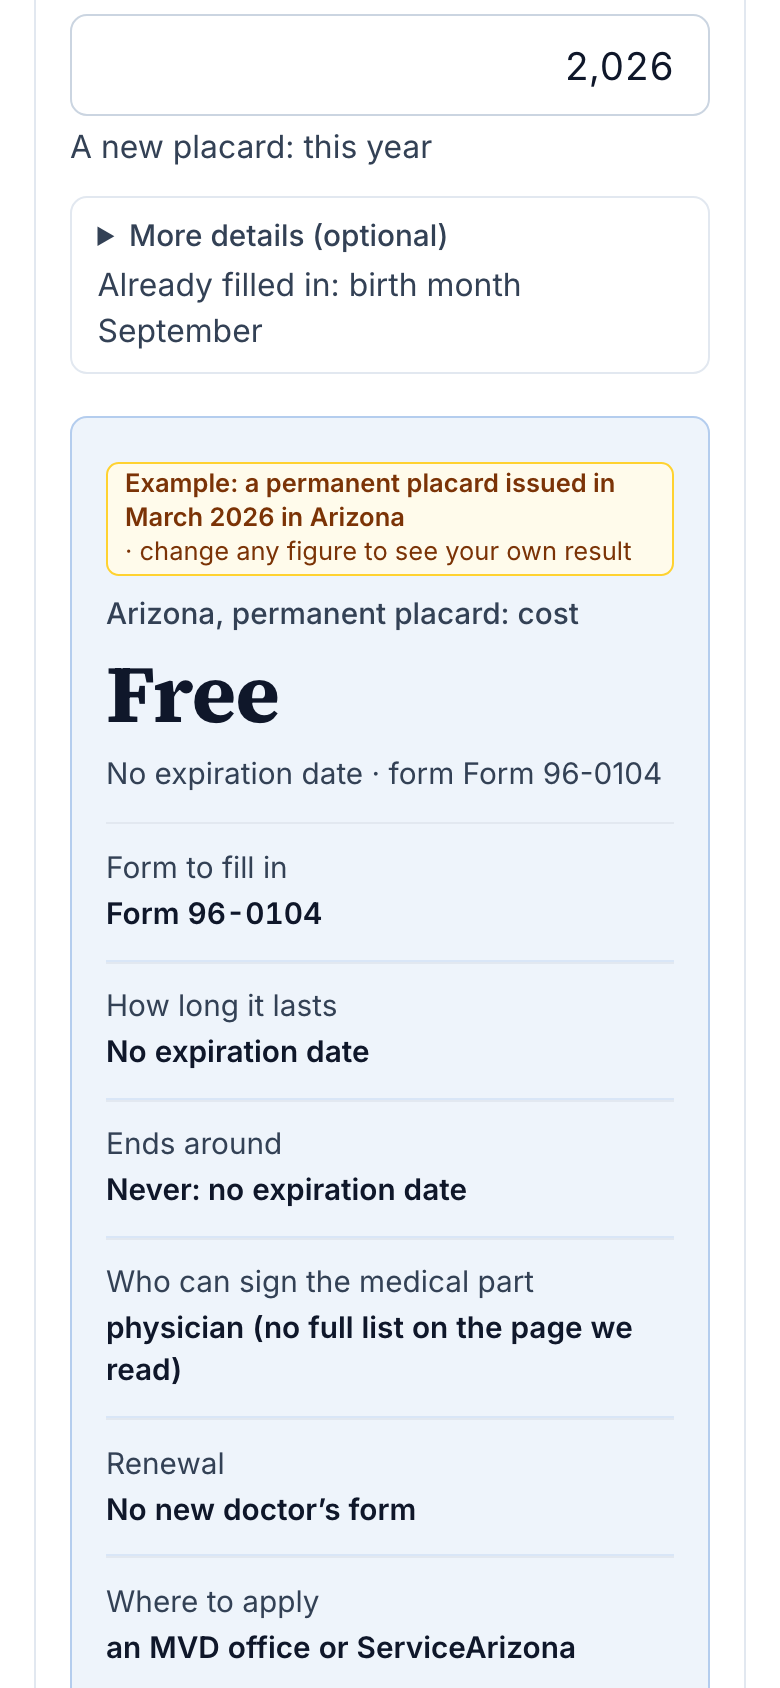 2,026
A new placard: this year
▶ More details (optional)
Already filled in: birth month
September
Example: a permanent placard issued in
March 2026 in Arizona
· change any figure to see your own result
Arizona, permanent placard: cost
Free
No expiration date · form Form 96-0104
Form to fill in
Form 96-0104
How long it lasts
No expiration date
Ends around
Never: no expiration date
Who can sign the medical part
physician (no full list on the page we
read)
Renewal
No new doctor’s form
Where to apply
an MVD office or ServiceArizona